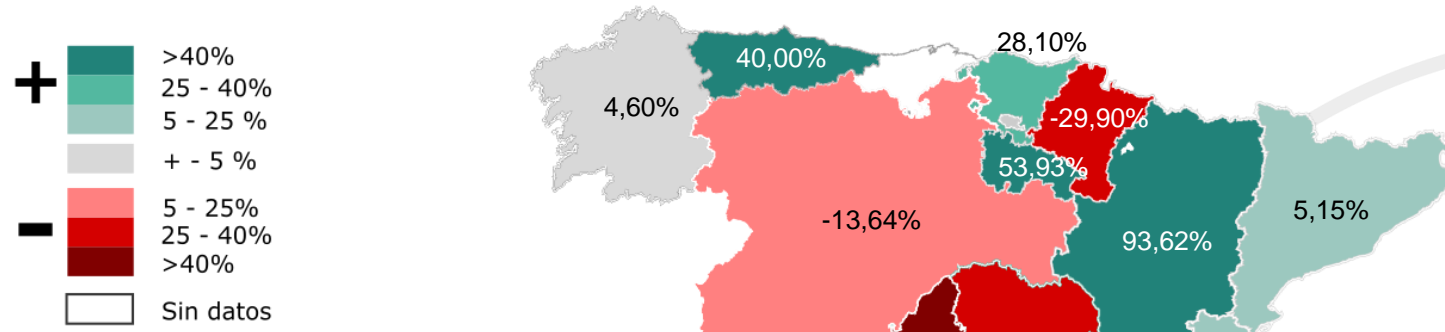 +
>40%
25 - 40%
5 - 25 %
+ - 5 %
-
5 - 25%
25 - 40%
>40%
Sin datos
28,10%
40,00%
4,60%
-29,90%
53,93%
-13,64%
5,15%
93,62%